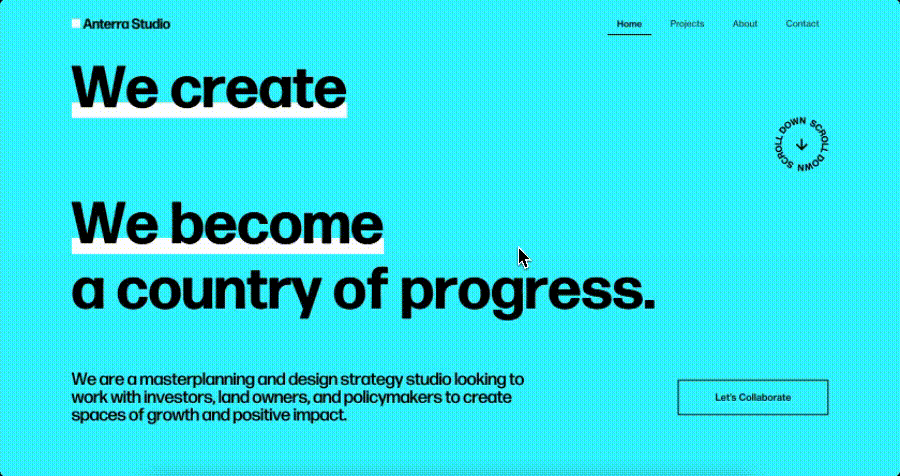 Anterra Studio
Home Projects About Contact
We create
SCROLL DOWN SCROLL DOWN
We become
a country of progress.
We are a masterplanning and design strategy studio looking to
work with investors, land owners, and policymakers to create
spaces of growth and positive impact.
Let's Collaborate